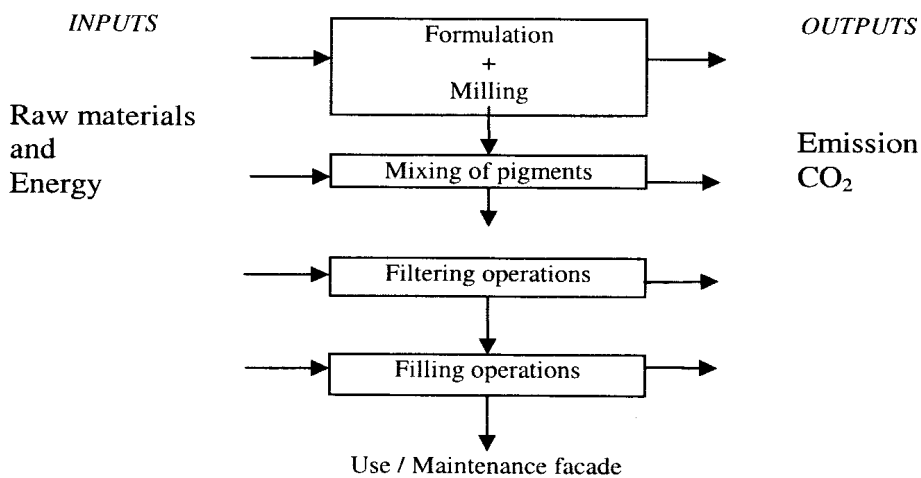 INPUTS
OUTPUTS
Formulation
+
Milling
Raw materials
and
Energy
Emission
CO₂
Mixing of pigments
Filtering operations
Filling operations
Use / Maintenance facade